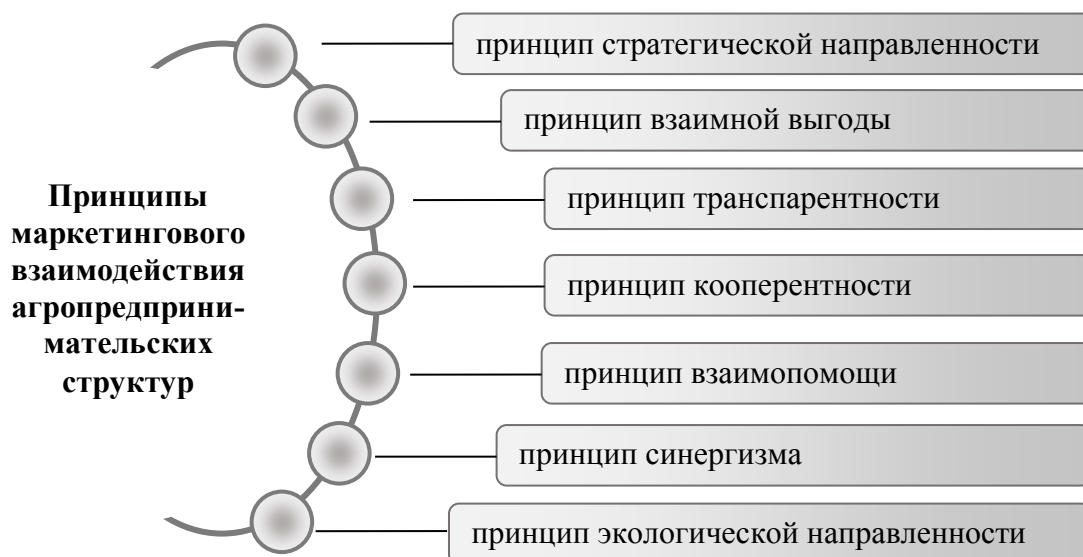 Принципы
маркетингового
взаимодействия
агропредприни-
мательских
структур
принцип стратегической направленности
принцип взаимной выгоды
принцип транспарентности
принцип кооперентности
принцип взаимопомощи
принцип синергизма
принцип экологической направленности